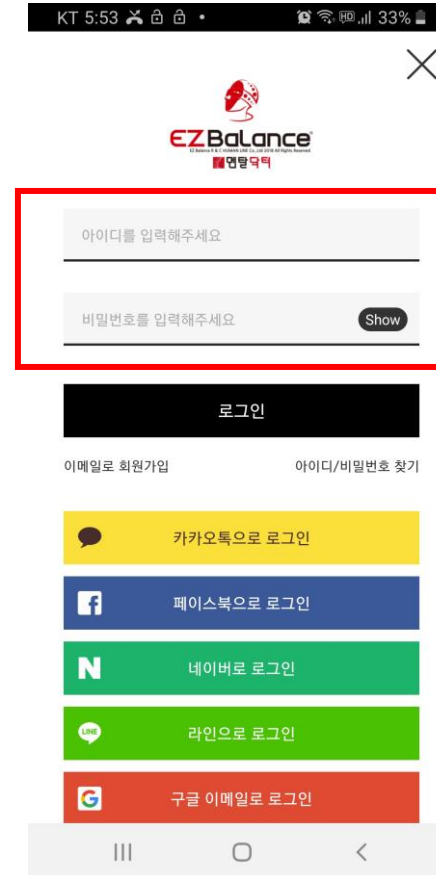 KT 5:53
HD 33%
EZBaLance
멘탈닥터
아이디를 입력해주세요
비밀번호를 입력해주세요 Show
로그인
이메일로 회원가입 아이디/비밀번호 찾기
카카오톡으로 로그인
f 페이스북으로 로그인
N 네이버로 로그인
LINE 라인으로 로그인
G 구글 이메일로 로그인